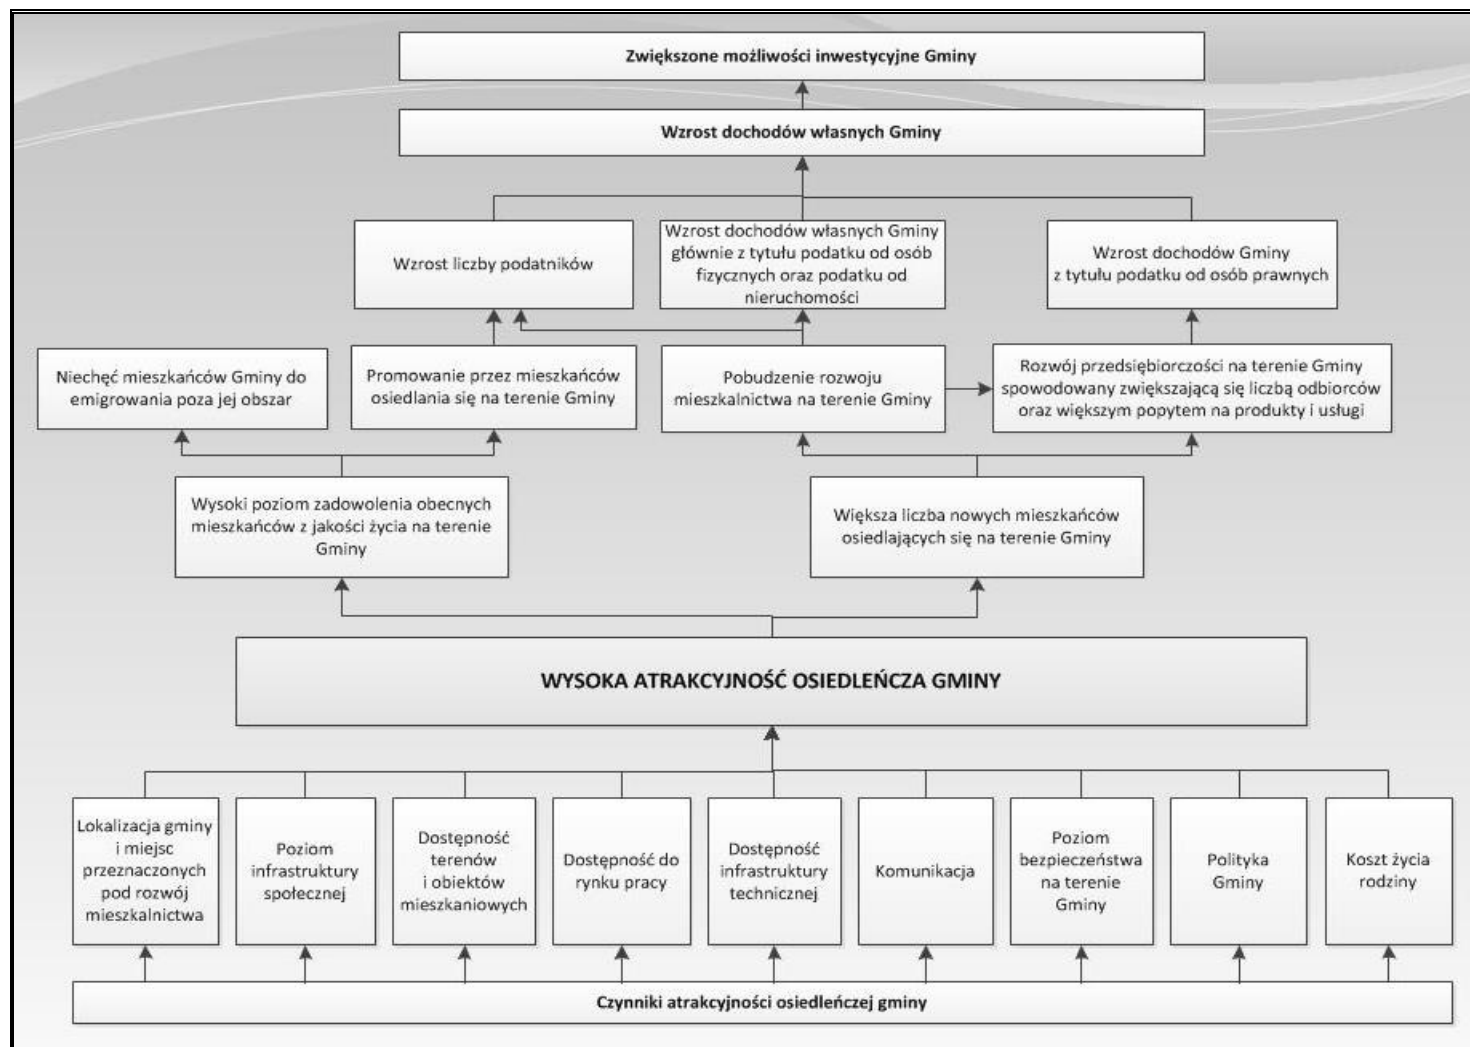 Zwiększone możliwości inwestycyjne Gminy
Wzrost dochodów własnych Gminy
Wzrost liczby podatników
Wzrost dochodów własnych Gminy
głównie z tytułu podatku od osób
fizycznych oraz podatku od
nieruchomości
Wzrost dochodów Gminy
z tytułu podatku od osób prawnych
Niechęć mieszkańców Gminy do
emigrowania poza jej obszar
Promowanie przez mieszkańców
osiedlania się na terenie Gminy
Pobudzenie rozwoju
mieszkalnictwa na terenie Gminy
Rozwój przedsiębiorczości na terenie Gminy
spowodowany zwiększającą się liczbą odbiorców
oraz większym popytem na produkty i usługi
Wysoki poziom zadowolenia obecnych
mieszkańców z jakości życia na terenie
Gminy
Większa liczba nowych mieszkańców
osiedlających się na terenie Gminy
WYSOKA ATRAKCYJNOŚĆ OSIEDLEŃCZA GMINY
Lokalizacja gminy
i miejsc
przeznaczonych
pod rozwój
mieszkalnictwa
Poziom
infrastruktury
społecznej
Dostępność
terenów
i obiektów
mieszkaniowych
Dostępność do
rynku pracy
Dostępność
infrastruktury
technicznej
Komunikacja
Poziom
bezpieczeństwa
na terenie
Gminy
Polityka
Gminy
Koszt życia
rodziny
Czynniki atrakcyjności osiedleńczej gminy